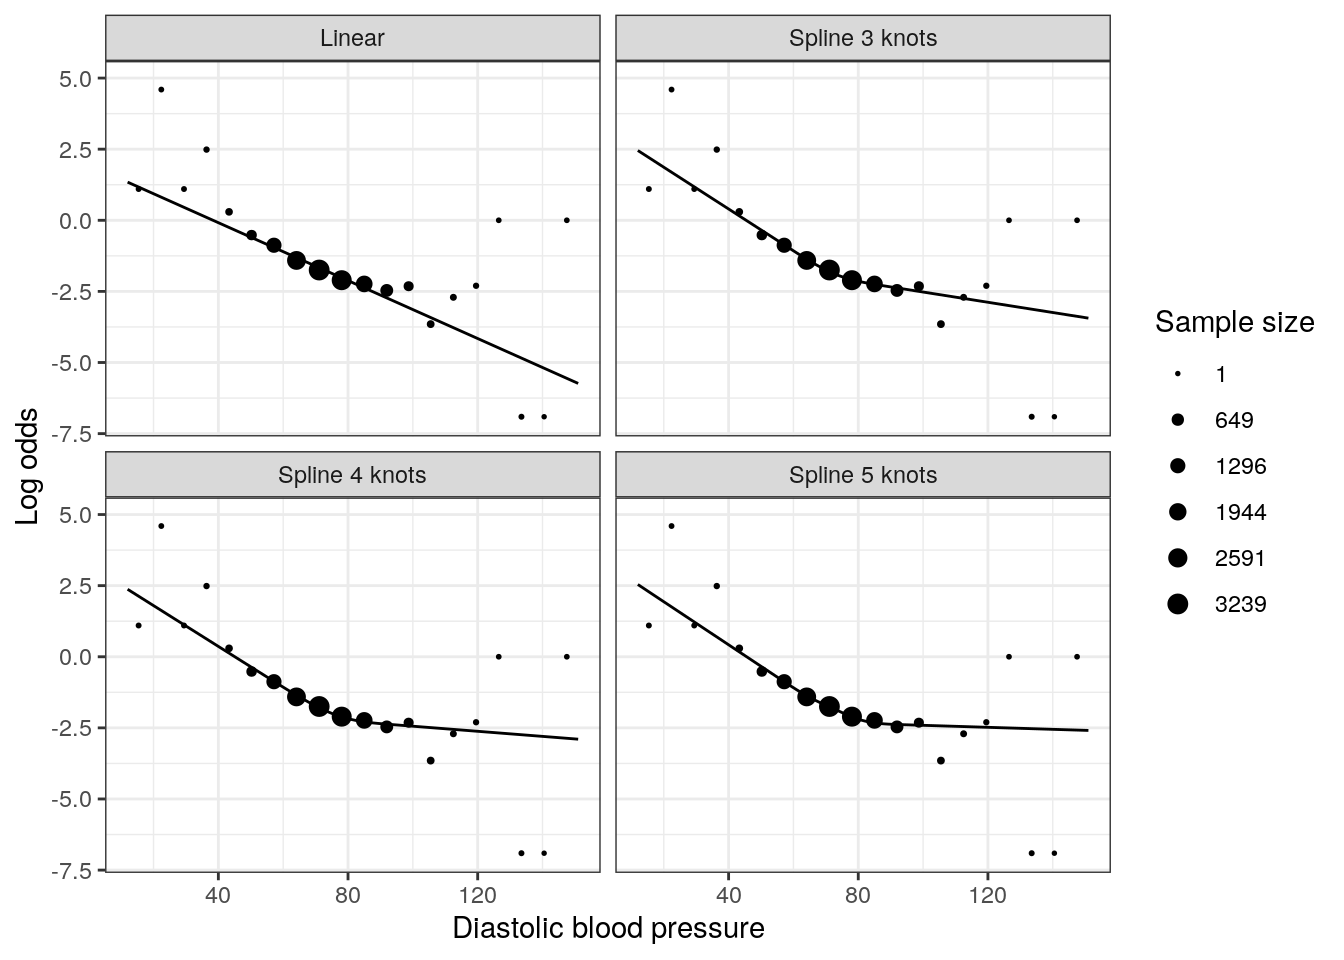 Linear
Spline 3 knots
5.0
2.5
0.0
-2.5
-5.0
-7.5
Spline 4 knots
Spline 5 knots
5.0
2.5
0.0
-2.5
-5.0
-7.5
40 80 120
40 80 120
Diastolic blood pressure
Log odds
Sample size
1
649
1296
1944
2591
3239